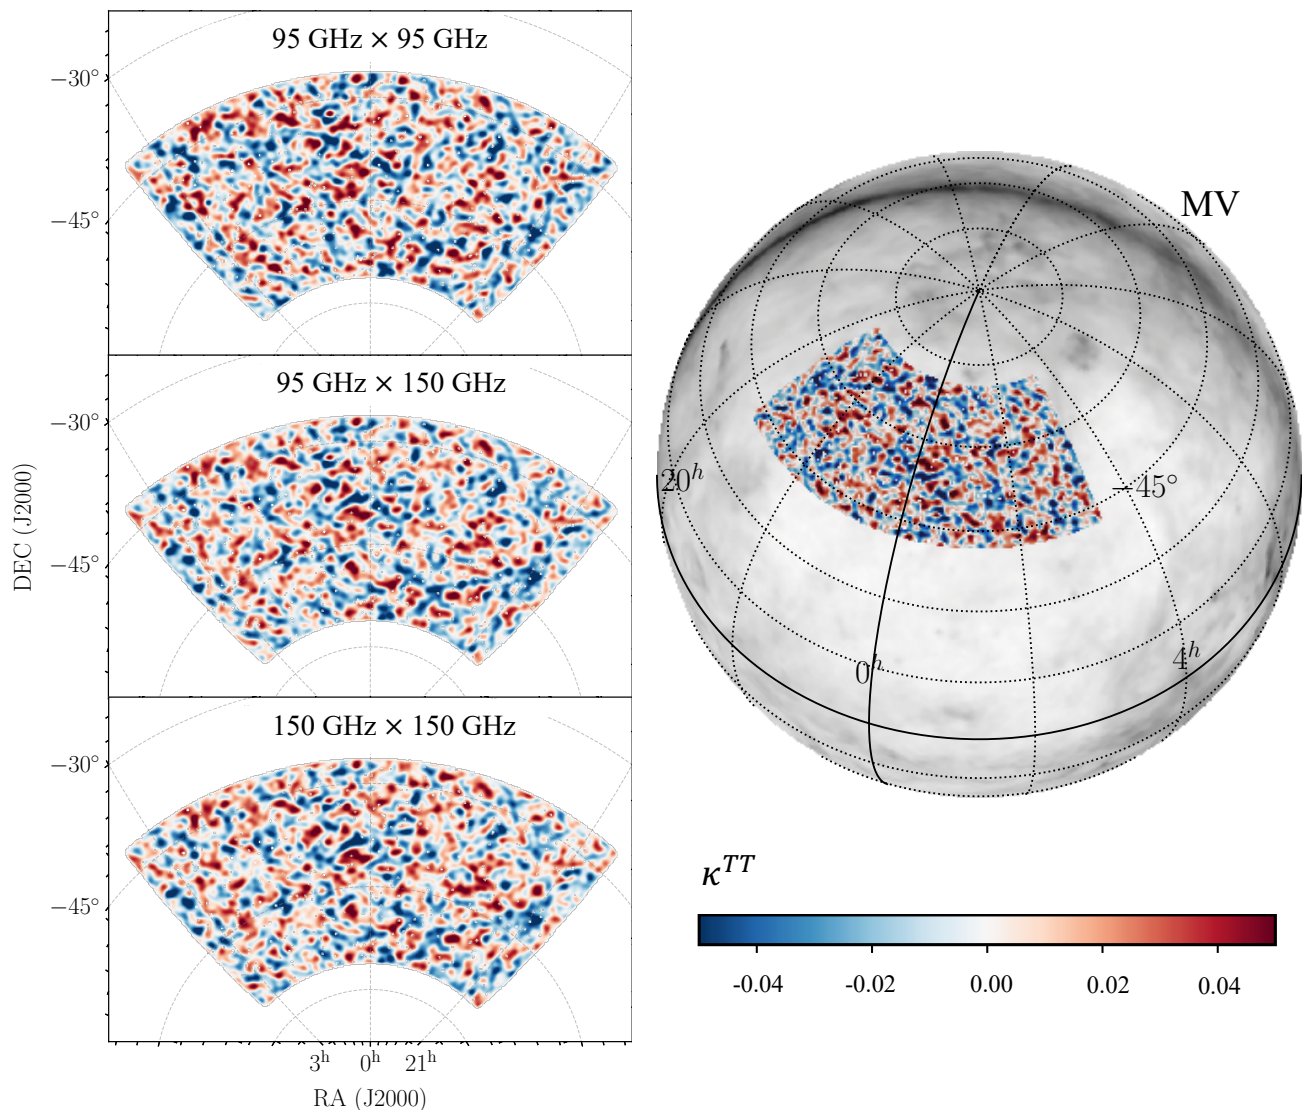 95 GHz × 95 GHz
−30°
−45°
95 GHz × 150 GHz
−30°
−45°
150 GHz × 150 GHz
−30°
−45°
DEC (J2000)
3ʰ 0ʰ 21ʰ
RA (J2000)
MV
20ʰ
−45°
0ʰ
4ʰ
κᵀᵀ
-0.04 -0.02 0.00 0.02 0.04